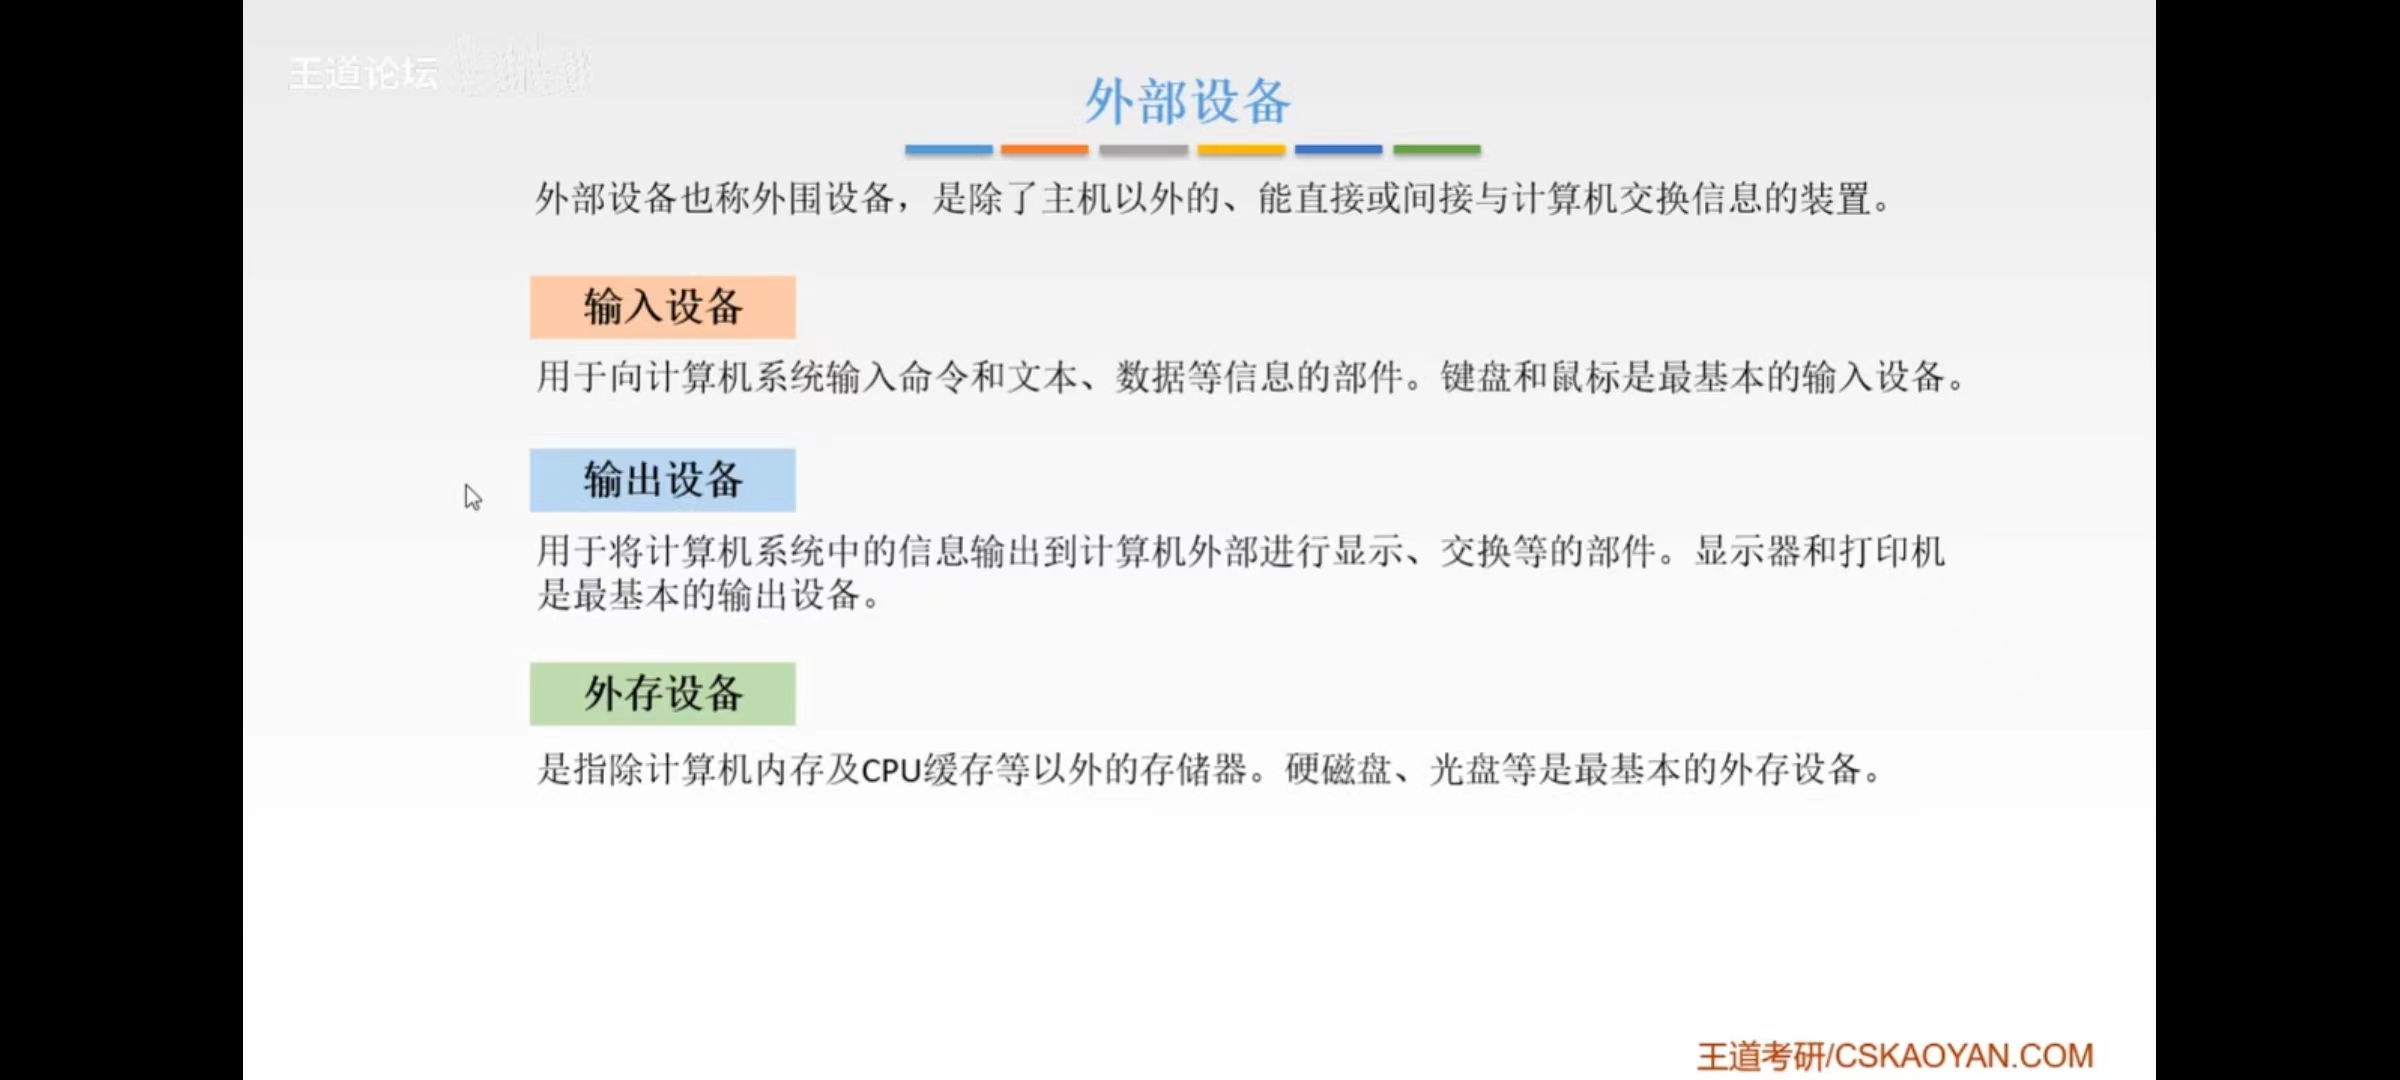 王道论坛
外部设备
外部设备也称外围设备，是除了主机以外的、能直接或间接与计算机交换信息的装置。
输入设备
用于向计算机系统输入命令和文本、数据等信息的部件。键盘和鼠标是最基本的输入设备。
输出设备
用于将计算机系统中的信息输出到计算机外部进行显示、交换等的部件。显示器和打印机
是最基本的输出设备。
外存设备
是指除计算机内存及CPU缓存等以外的存储器。硬磁盘、光盘等是最基本的外存设备。
王道考研/CSKAOYAN.COM